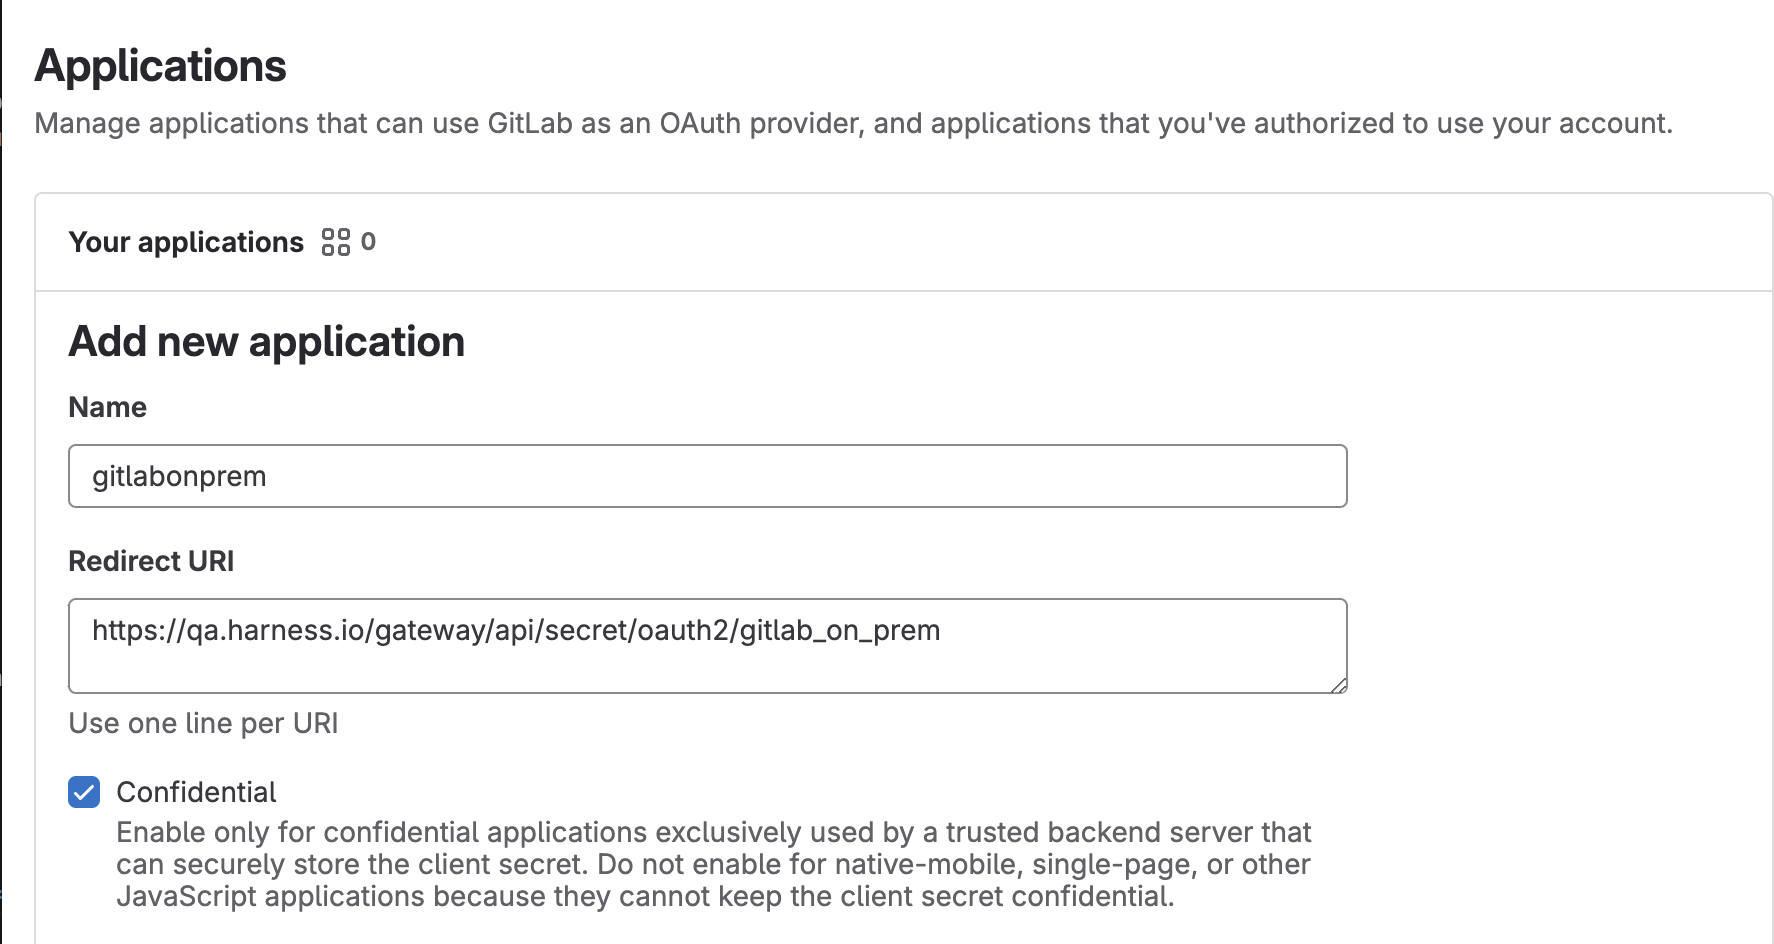 Applications
Manage applications that can use GitLab as an OAuth provider, and applications that you've authorized to use your account.
Your applications 0
Add new application
Name
gitlabonprem
Redirect URI
https://qa.harness.io/gateway/api/secret/oauth2/gitlab_on_prem
Use one line per URI
Confidential
Enable only for confidential applications exclusively used by a trusted backend server that
can securely store the client secret. Do not enable for native-mobile, single-page, or other
JavaScript applications because they cannot keep the client secret confidential.